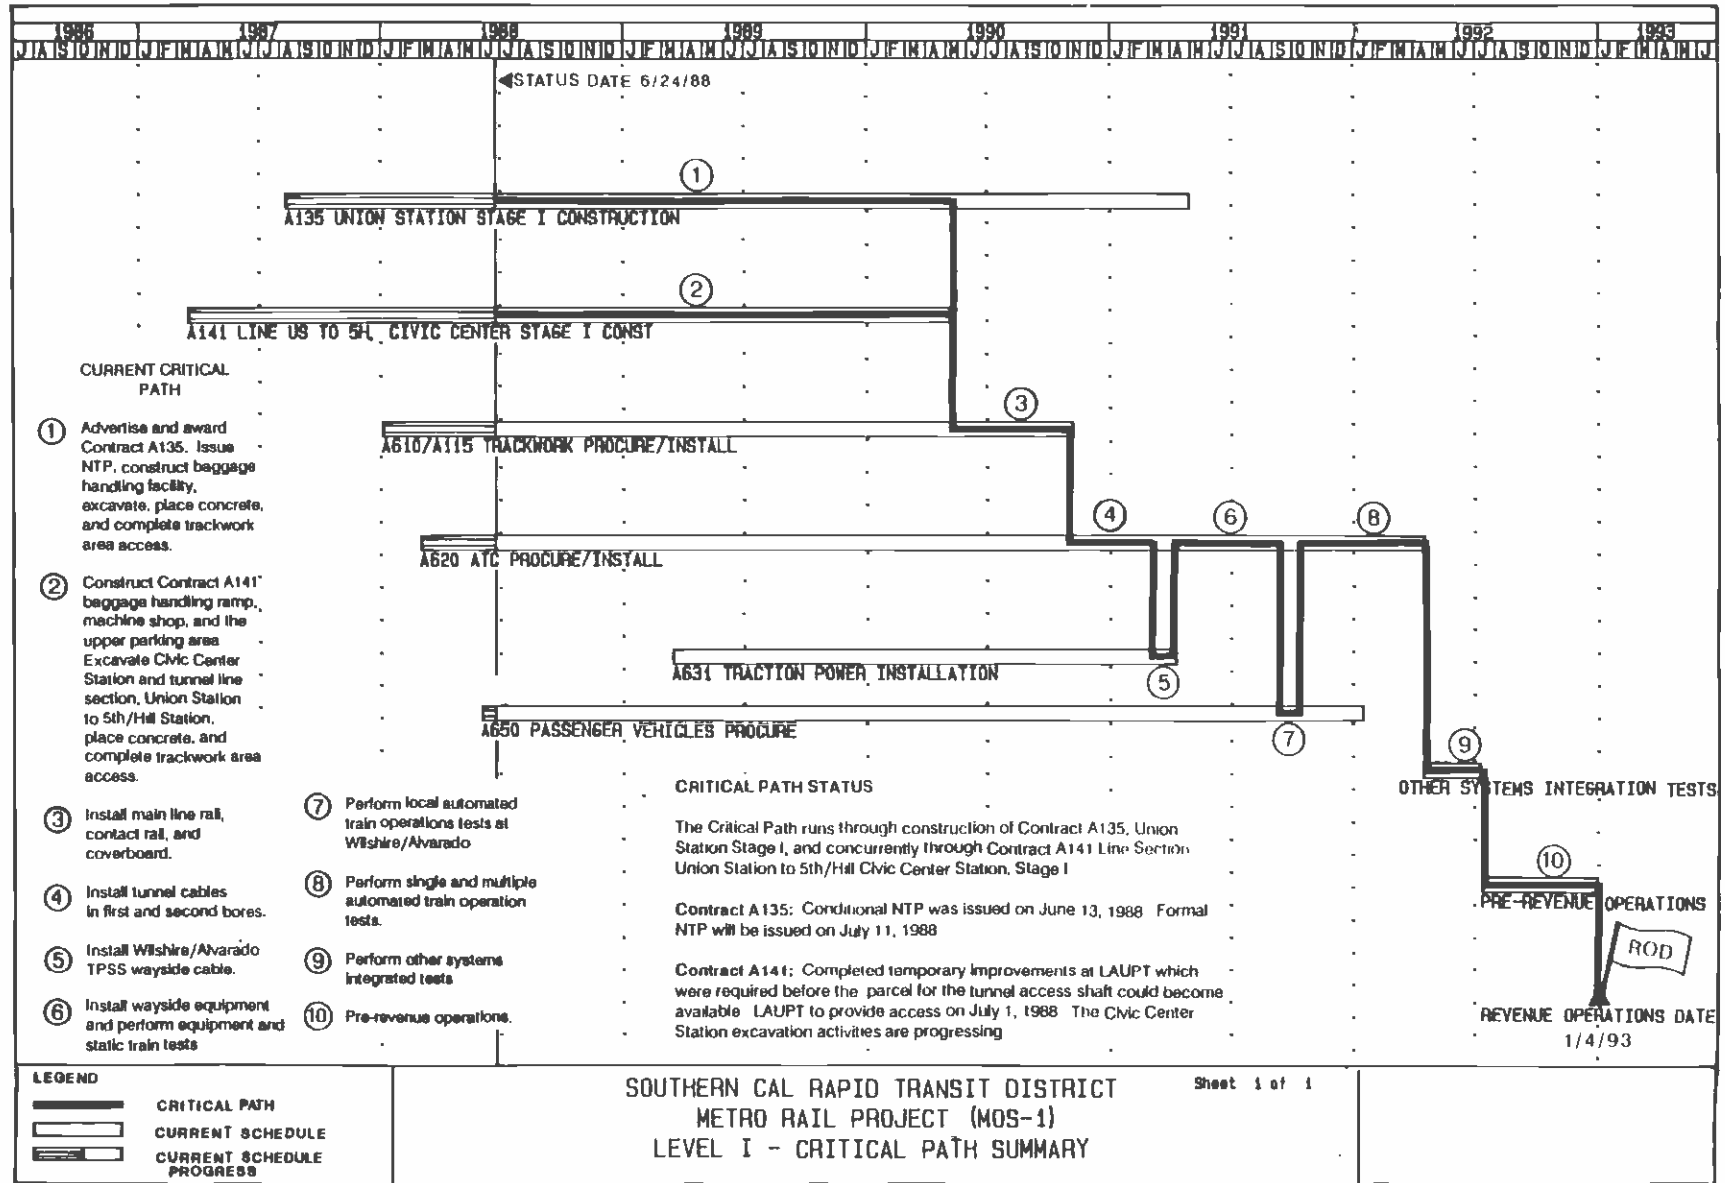 1986 1987 1988 1989 1990 1991 1992 1993
J A S O N D J F M A M J J A S O N D J F M A M J J A S O N D J F M A M J J A S O N D J F M A M J J A S O N D J F M A M J J A S O N D J F M A M J J A S O N D J F M A M J
STATUS DATE 6/24/88
1
A135 UNION STATION STAGE I CONSTRUCTION
2
A141 LINE US TO 5H, CIVIC CENTER STAGE I CONST
3
A610/A115 TRACKWORK PROCURE/INSTALL
4 6 8
A620 ATC PROCURE/INSTALL
A631 TRACTION POWER INSTALLATION
5
A650 PASSENGER VEHICLES PROCURE
7
9
OTHER SYSTEMS INTEGRATION TESTS
10
PRE-REVENUE OPERATIONS
ROD
REVENUE OPERATIONS DATE
1/4/93
CURRENT CRITICAL
PATH
1 Advertise and award
Contract A135. Issue
NTP, construct baggage
handling facility,
excavate, place concrete,
and complete trackwork
area access.
2 Construct Contract A141
baggage handling ramp,
machine shop, and the
upper parking area
Excavate Civic Center
Station and tunnel line
section, Union Station
to 5th/Hill Station,
place concrete, and
complete trackwork area
access.
3 Install main line rail,
contact rail, and
coverboard.
4 Install tunnel cables
in first and second bores.
5 Install Wilshire/Alvarado
TPSS wayside cable.
6 Install wayside equipment
and perform equipment and
static train tests
7 Perform local automated
train operations tests at
Wilshire/Alvarado
8 Perform single and multiple
automated train operation
tests.
9 Perform other systems
integrated tests
10 Pre-revenue operations.
CRITICAL PATH STATUS
The Critical Path runs through construction of Contract A135, Union
Station Stage I, and concurrently through Contract A141 Line Section
Union Station to 5th/Hill Civic Center Station, Stage I
Contract A135: Conditional NTP was issued on June 13, 1988 Formal
NTP will be issued on July 11, 1988
Contract A141: Completed temporary improvements at LAUPT which
were required before the parcel for the tunnel access shaft could become
available LAUPT to provide access on July 1, 1988 The Civic Center
Station excavation activities are progressing
LEGEND
CRITICAL PATH
CURRENT SCHEDULE
CURRENT SCHEDULE
PROGRESS
SOUTHERN CAL RAPID TRANSIT DISTRICT
METRO RAIL PROJECT (MOS-1)
LEVEL I - CRITICAL PATH SUMMARY
Sheet 1 of 1